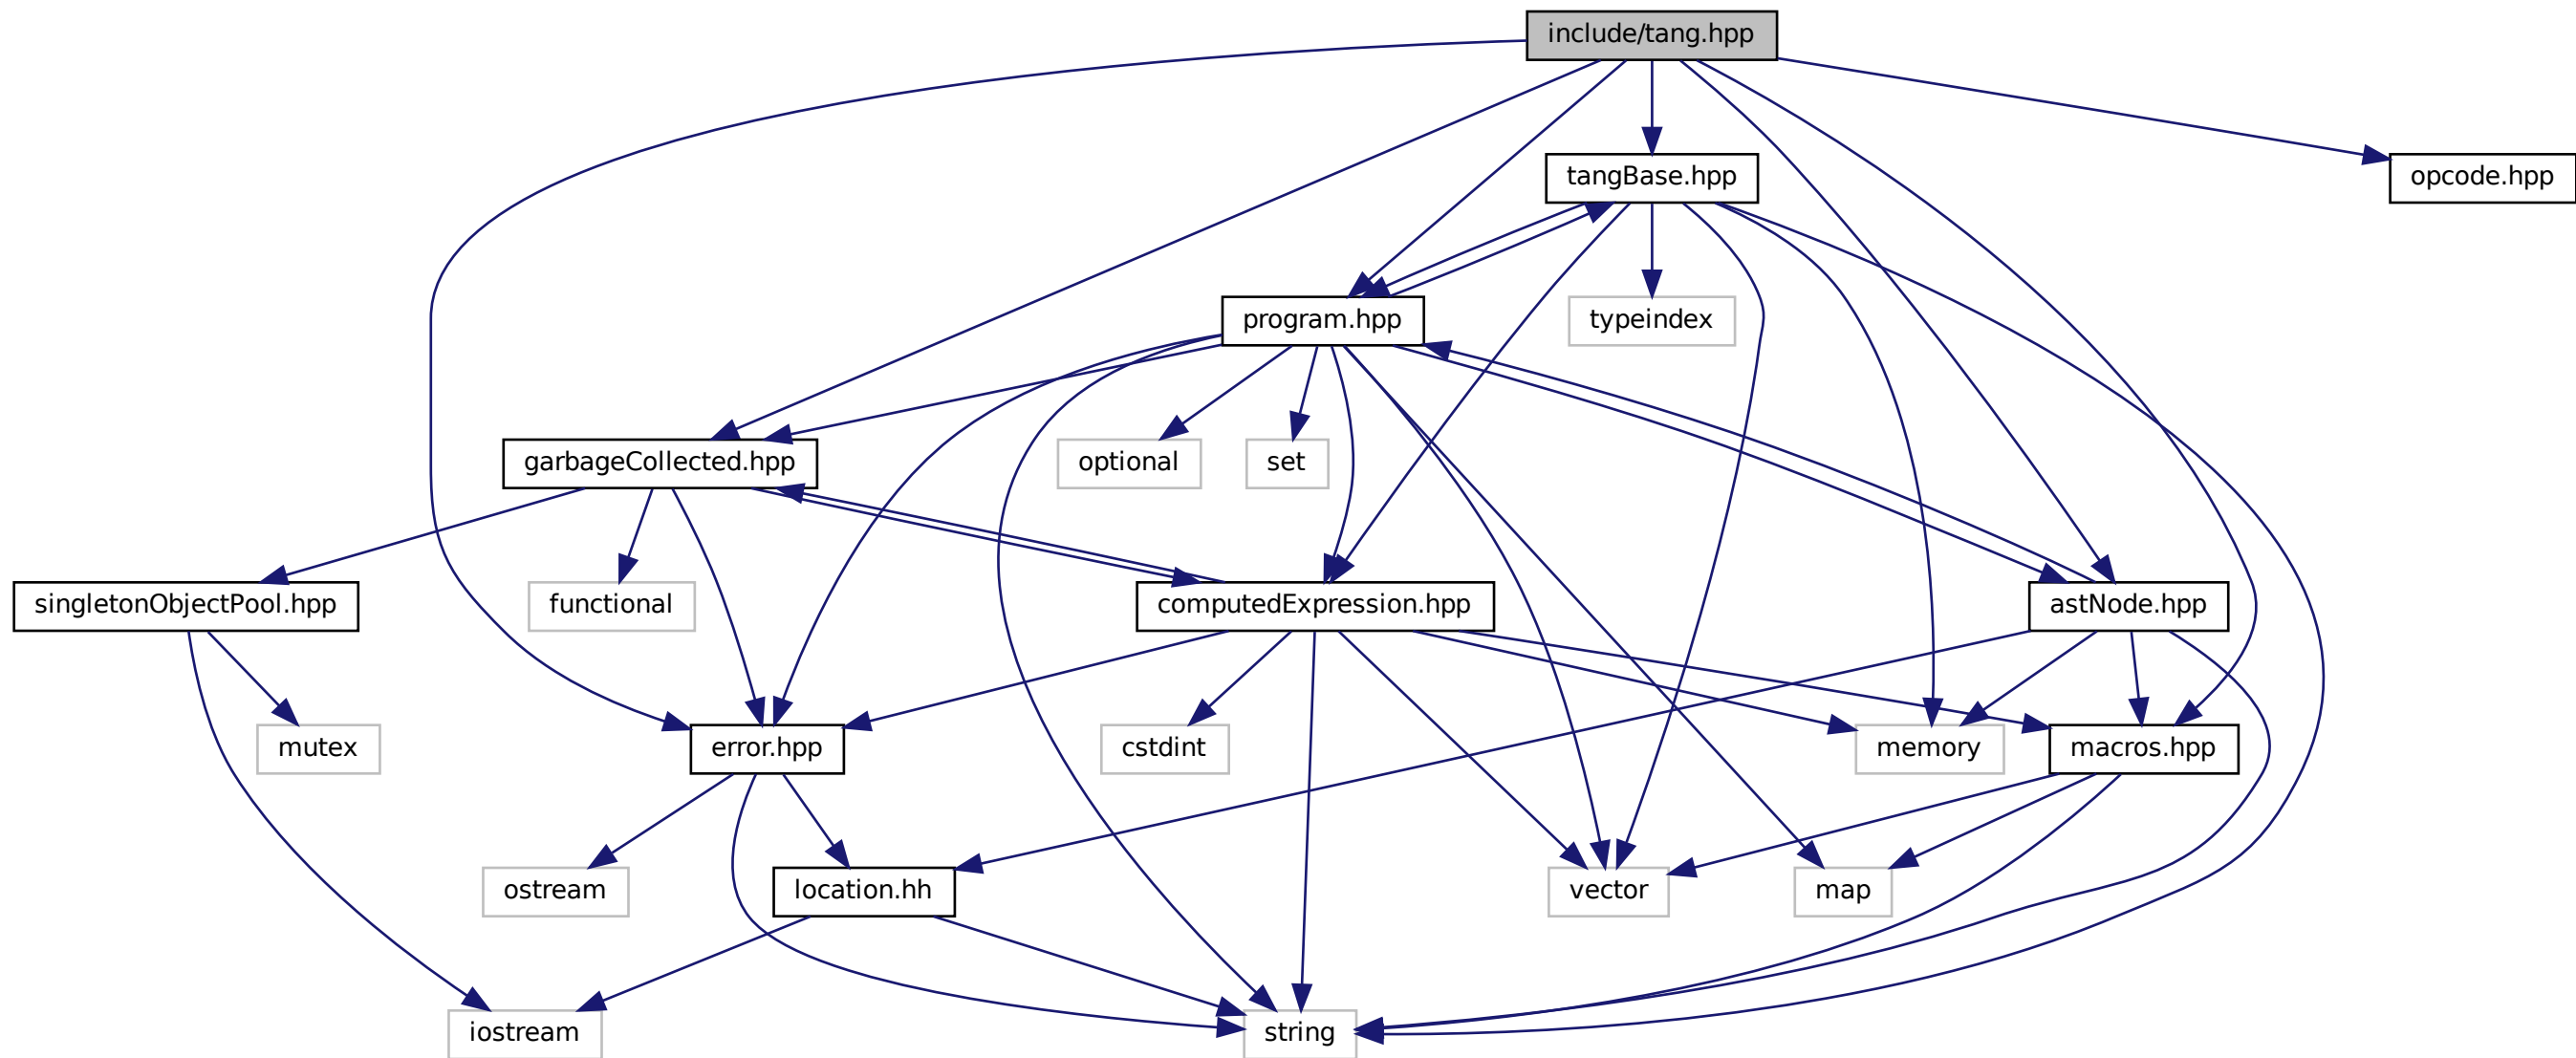 include/tang.hpp
tangBase.hpp
opcode.hpp
program.hpp
typeindex
garbageCollected.hpp
optional
set
singletonObjectPool.hpp
functional
computedExpression.hpp
astNode.hpp
mutex
error.hpp
cstdint
memory
macros.hpp
ostream
location.hh
vector
map
iostream
string